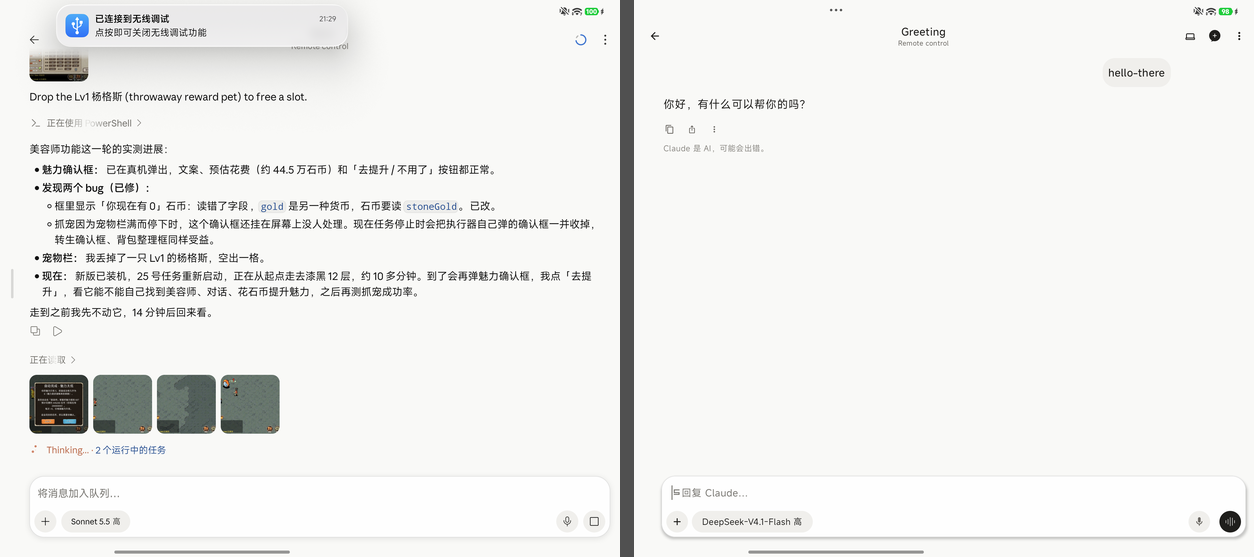 已连接到无线调试
21:29
点按即可关闭无线调试功能
100
Remote control
Drop the Lv1 杨格斯 (throwaway reward pet) to free a slot.
正在使用 PowerShell
美容师功能这一轮的实测进展：
魅力确认框： 已在真机弹出，文案、预估花费（约 44.5 万石币）和「去提升 / 不用了」按钮都正常。
发现两个 bug（已修）：
框里显示「你现在有 0」石币：读错了字段，gold 是另一种货币，石币要读 stoneGold。已改。
抓宠因为宠物栏满而停下时，这个确认框还挂在屏幕上没人处理。现在任务停止时会把执行器自己弹的确认框一并收掉，
转生确认框、背包整理框同样受益。
宠物栏： 我丢掉了一只 Lv1 的杨格斯，空出一格。
现在： 新版已装机，25 号任务重新启动，正在从起点走去漆黑 12 层，约 10 多分钟。到了会再弹魅力确认框，我点「去提
升」，看它能不能自己找到美容师、对话、花石币提升魅力，之后再测抓宠成功率。
走到之前我先不动它，14 分钟后回来看。
正在读取
Thinking... · 2 个运行中的任务
将消息加入队列...
Sonnet 5.5 高
98
Greeting
Remote control
hello-there
你好，有什么可以帮你的吗？
Claude 是 AI，可能会出错。
回复 Claude...
DeepSeek-V4.1-Flash 高